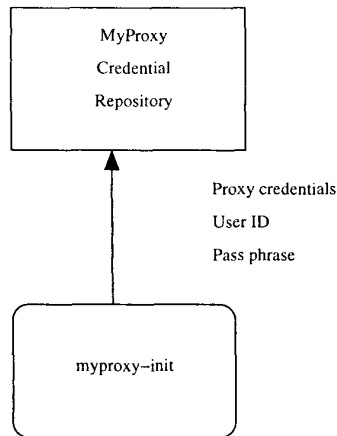 MyProxy
Credential
Repository
Proxy credentials
User ID
Pass phrase
myproxy−init